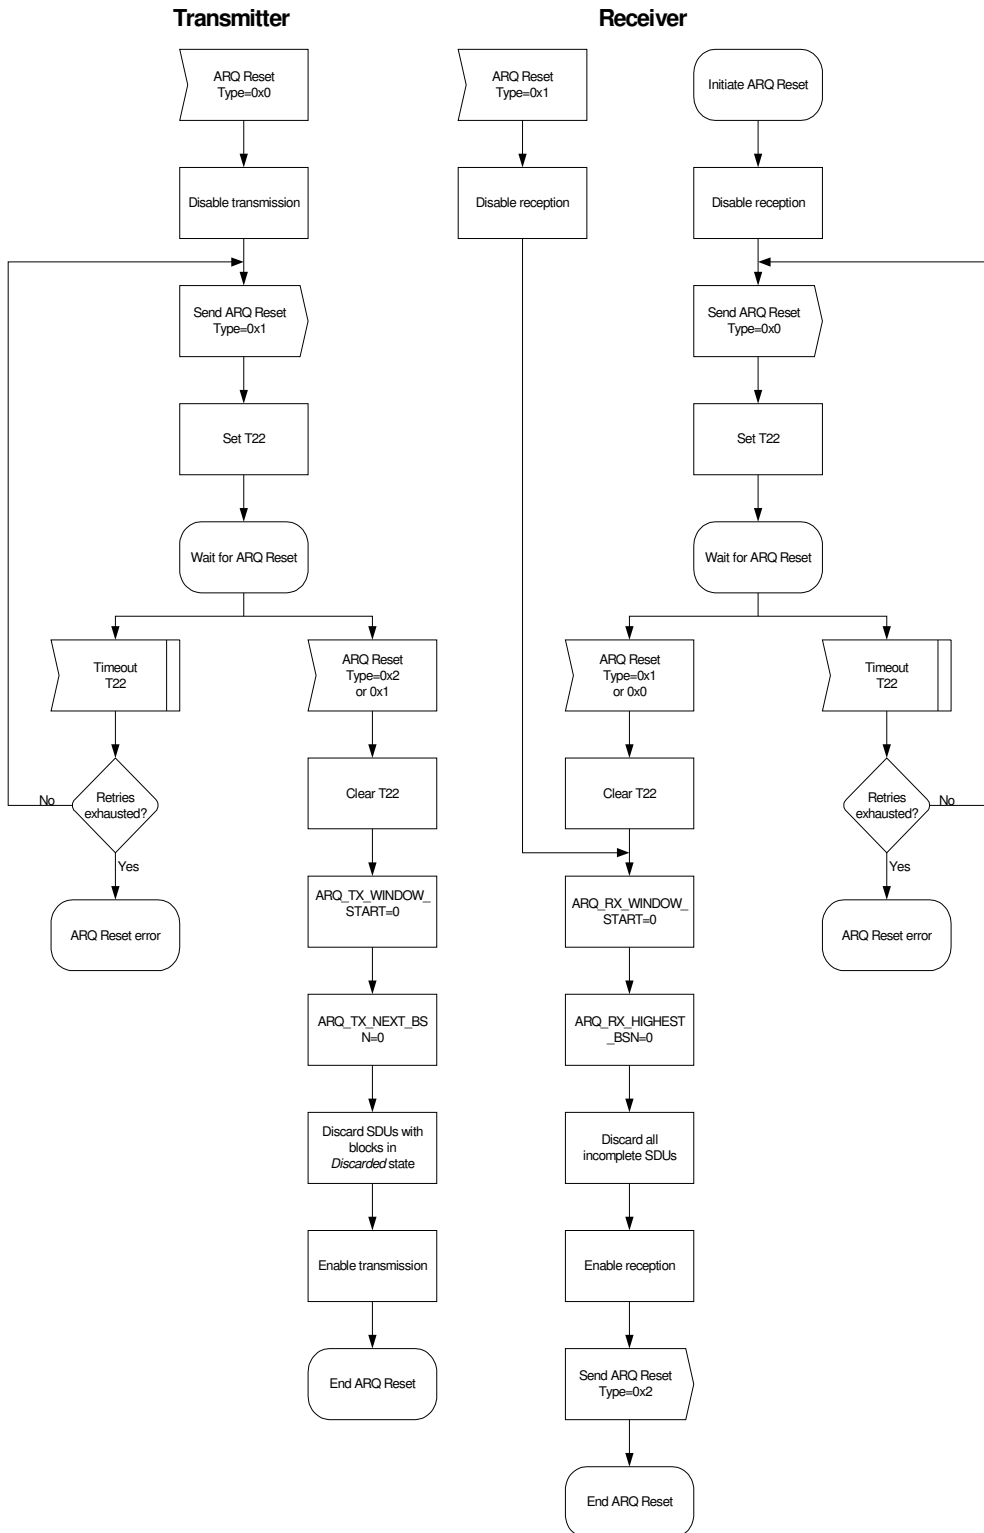 Transmitter
Receiver
ARQ Reset
Type=0x0
ARQ Reset
Type=0x1
Initiate ARQ Reset
Disable transmission
Disable reception
Disable reception
Send ARQ Reset
Type=0x1
Send ARQ Reset
Type=0x0
Set T22
Set T22
Wait for ARQ Reset
Wait for ARQ Reset
Timeout
T22
ARQ Reset
Type=0x2
or 0x1
ARQ Reset
Type=0x1
or 0x0
Timeout
T22
No
Retries
exhausted?
Clear T22
Clear T22
Retries
exhausted?
No
Yes
Yes
ARQ Reset error
ARQ_TX_WINDOW_
START=0
ARQ_RX_WINDOW_
START=0
ARQ Reset error
ARQ_TX_NEXT_BS
N=0
ARQ_RX_HIGHEST
_BSN=0
Discard SDUs with
blocks in
Discarded state
Discard all
incomplete SDUs
Enable transmission
Enable reception
End ARQ Reset
Send ARQ Reset
Type=0x2
End ARQ Reset